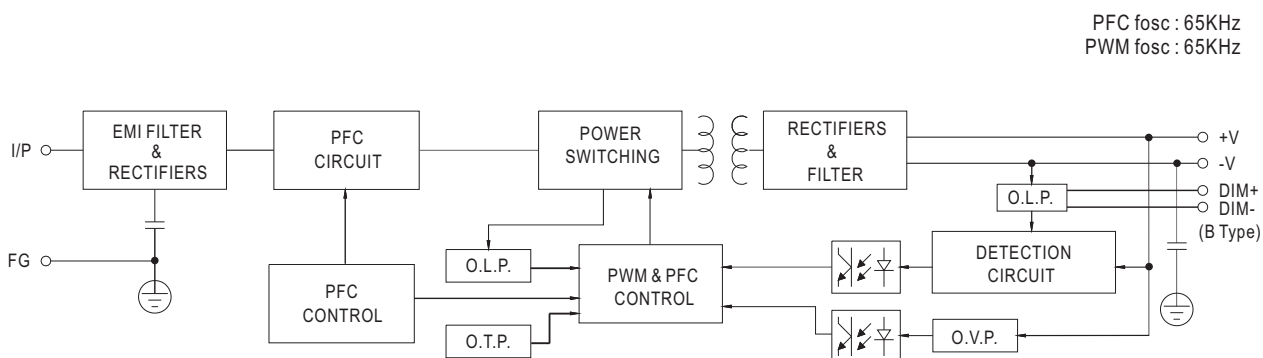 PFC fosc : 65KHz
PWM fosc : 65KHz
I/P
EMI FILTER
&
RECTIFIERS
PFC
CIRCUIT
POWER
SWITCHING
RECTIFIERS
&
FILTER
+V
-V
O.L.P.
DIM+
DIM-
(B Type)
FG
O.L.P.
PFC
CONTROL
PWM & PFC
CONTROL
DETECTION
CIRCUIT
O.T.P.
O.V.P.